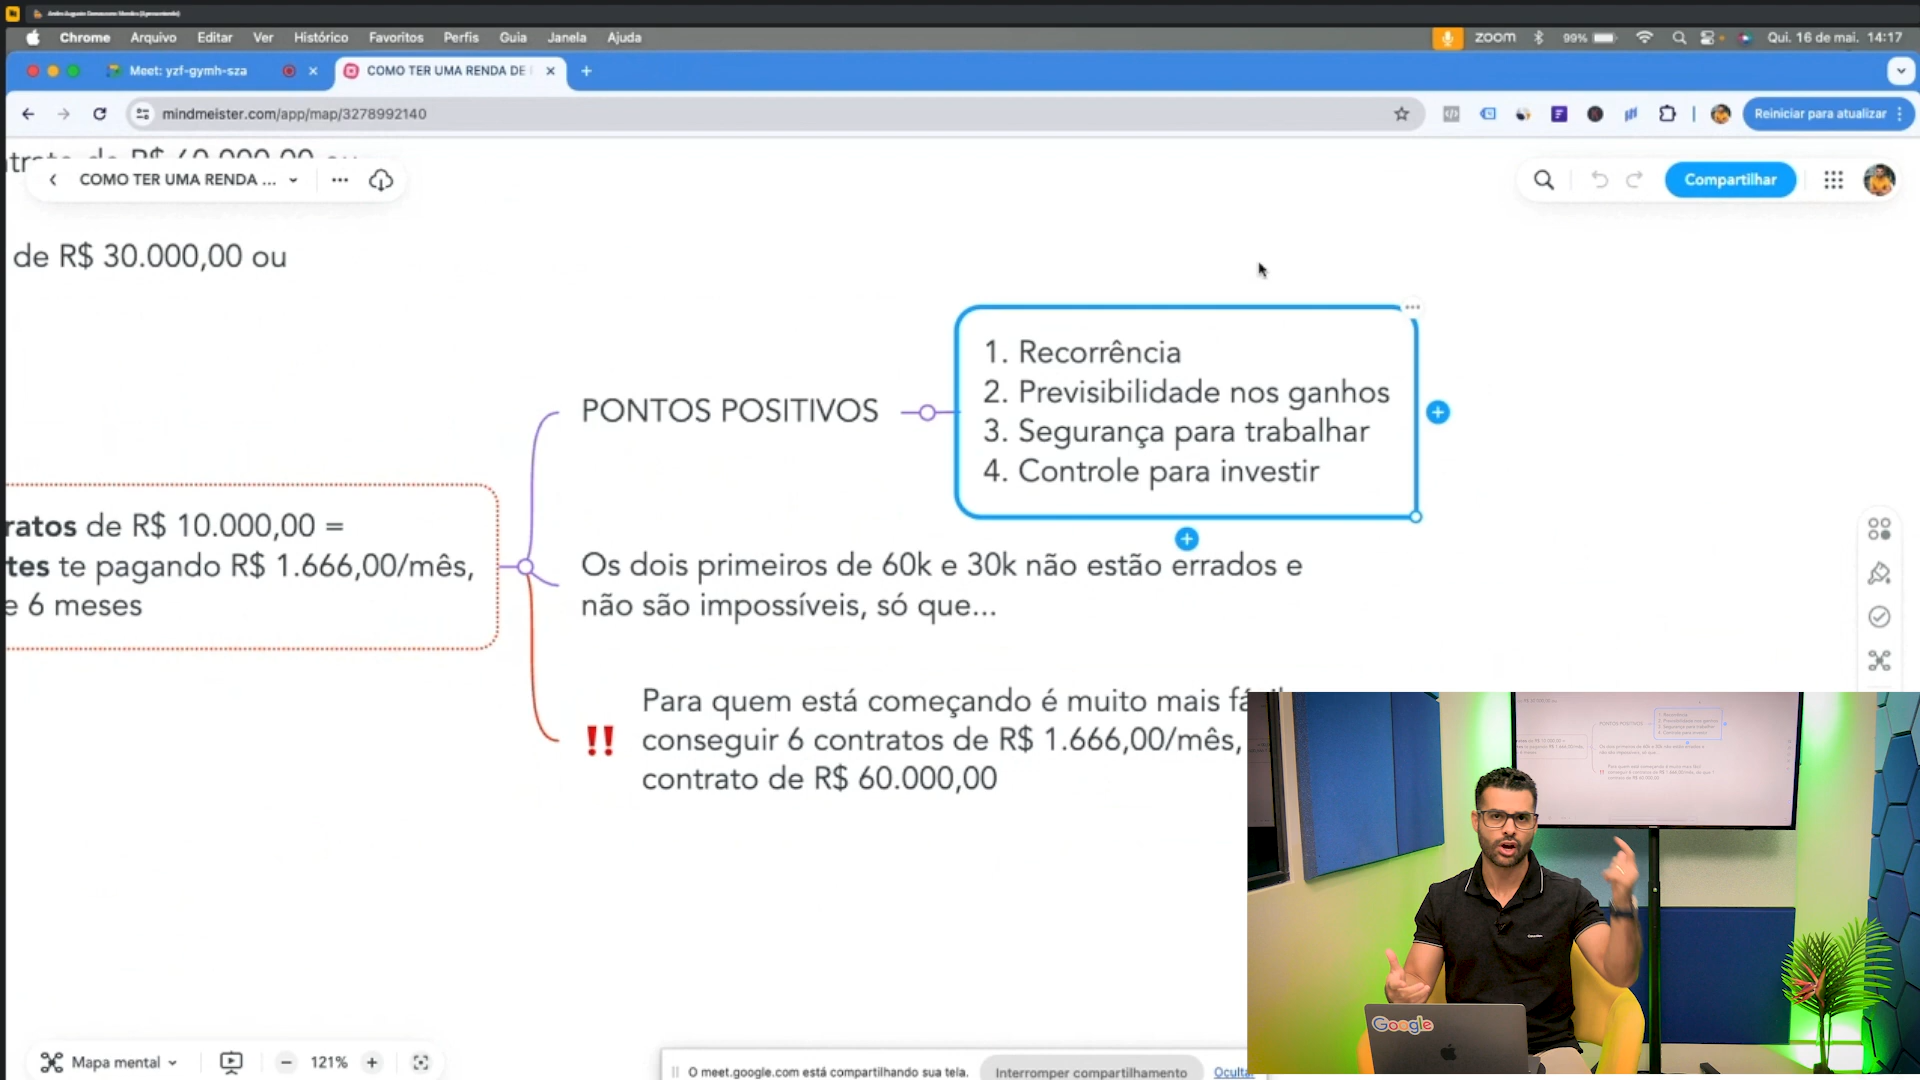 Chrome Arquivo Editar Ver Histórico Favoritos Perfis Guia Janela Ajuda
zoom 99% Qui. 16 de mai. 14:17
Meet: yzf-gymh-sza
COMO TER UMA RENDA DE
mindmeister.com/app/map/3278992140
Reiniciar para atualizar
COMO TER UMA RENDA ...
Compartilhar
de R$ 30.000,00 ou
PONTOS POSITIVOS
1. Recorrência
2. Previsibilidade nos ganhos
3. Segurança para trabalhar
4. Controle para investir
ratos de R$ 10.000,00 =
tes te pagando R$ 1.666,00/mês,
e 6 meses
Os dois primeiros de 60k e 30k não estão errados e
não são impossíveis, só que...
Para quem está começando é muito mais
!! conseguir 6 contratos de R$ 1.666,00/mês,
contrato de R$ 60.000,00
Google
Mapa mental
121%
O meet.google.com está compartilhando sua tela.
Interromper compartilhamento
Ocultar